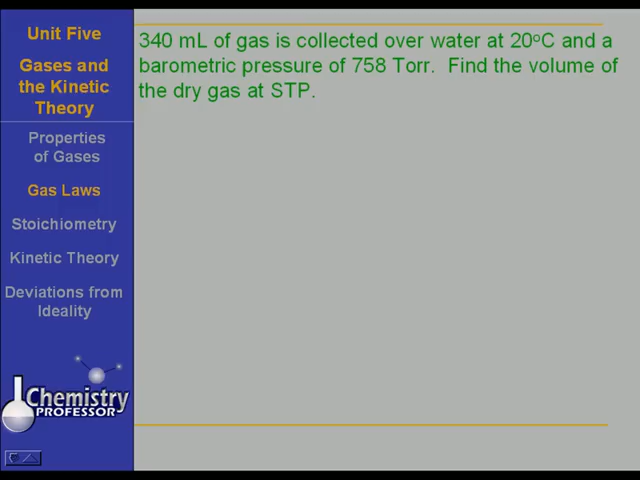 Unit Five
Gases and
the Kinetic
Theory
Properties
of Gases
Gas Laws
Stoichiometry
Kinetic Theory
Deviations from
Ideality
Chemistry
PROFESSOR
340 mL of gas is collected over water at 20°C and a
barometric pressure of 758 Torr.  Find the volume of
the dry gas at STP.